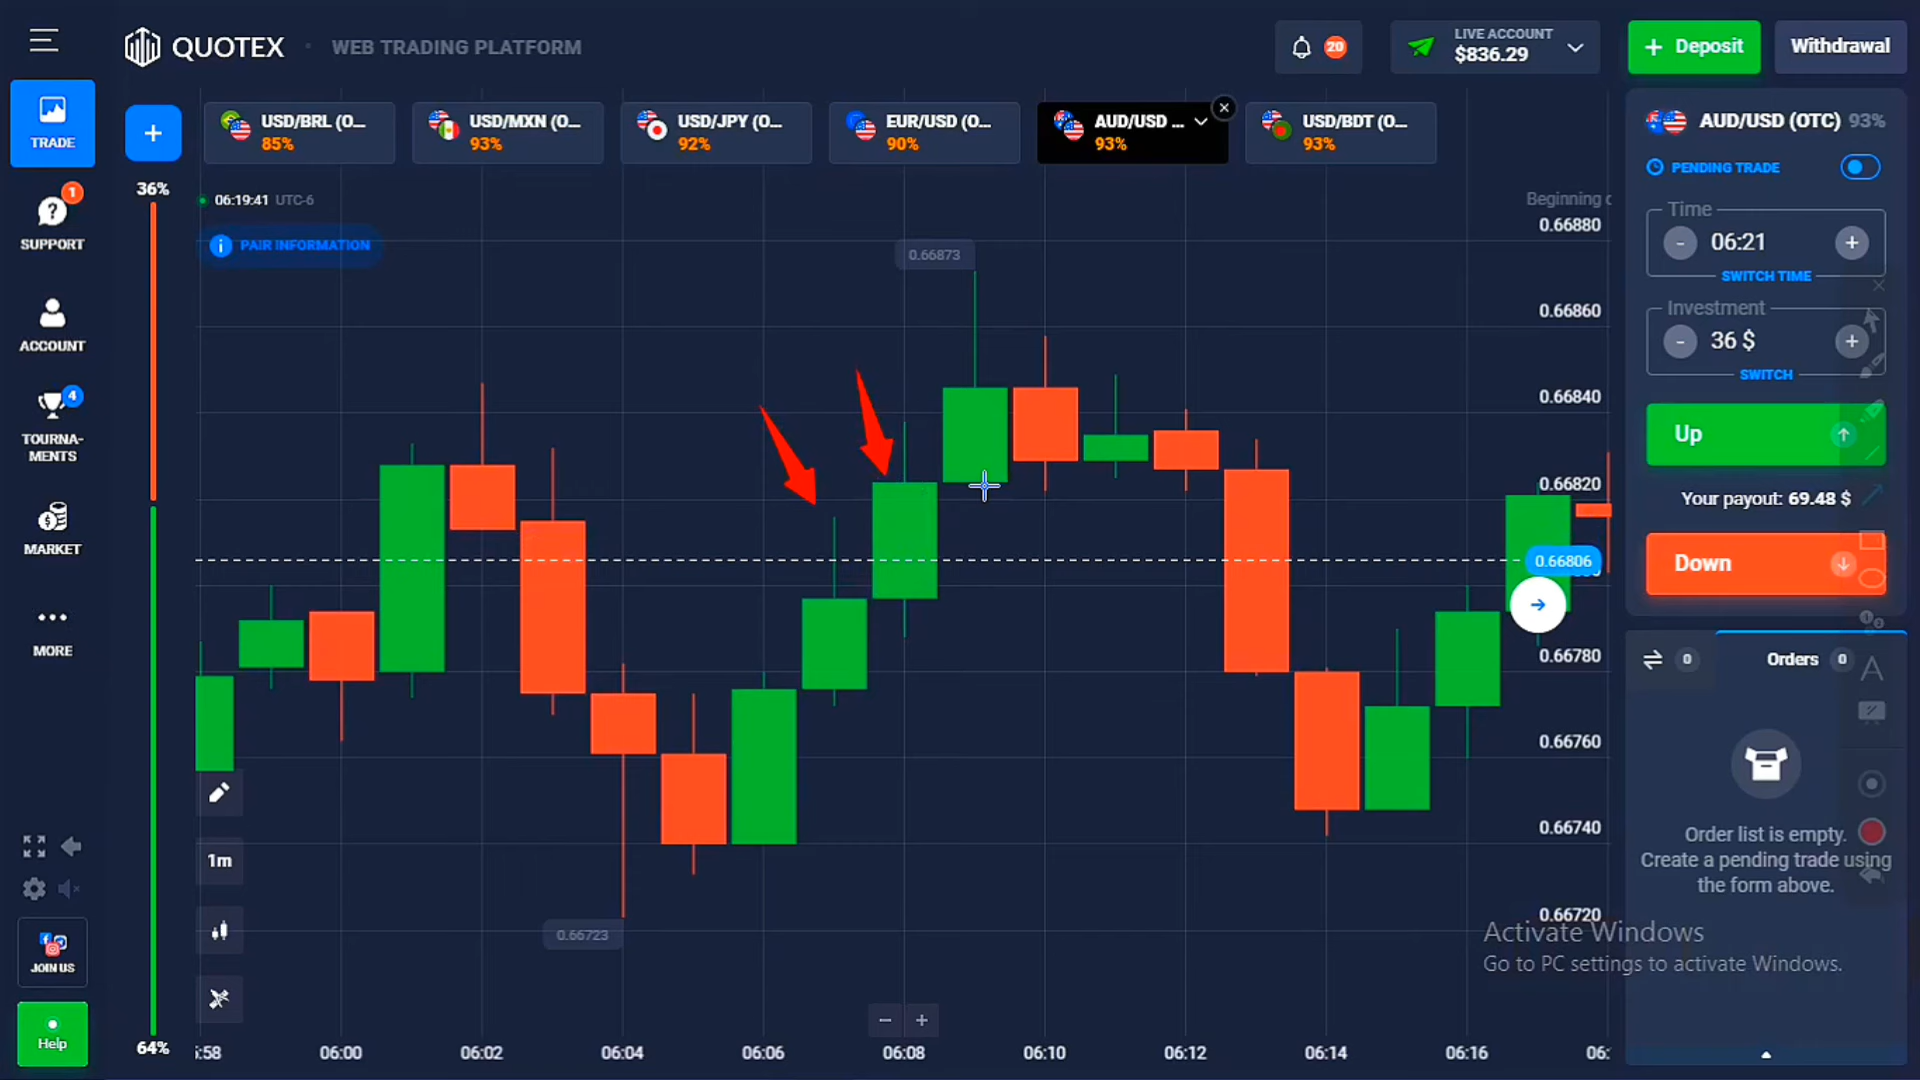 QUOTEX
WEB TRADING PLATFORM
20
LIVE ACCOUNT
$836.29
+ Deposit
Withdrawal
TRADE
+
USD/BRL (O...
85%
USD/MXN (O...
93%
USD/JPY (O...
92%
EUR/USD (O...
90%
AUD/USD ...
93%
USD/BDT (O...
93%
AUD/USD (OTC) 93%
PENDING TRADE
36%
06:19:41 UTC-6
PAIR INFORMATION
Beginning
1
SUPPORT
ACCOUNT
4
TOURNA-
MENTS
MARKET
MORE
JOIN US
Help
64%
0.66873
0.66723
1m
0.66880
0.66860
0.66840
0.66820
0.66806
0.66780
0.66760
0.66740
0.66720
Time
- 06:21 +
SWITCH TIME
Investment
- 36 $ +
SWITCH
Up
Your payout: 69.48 $
Down
0
Orders 0
A
Order list is empty.
Create a pending trade using
the form above.
Activate Windows
Go to PC settings to activate Windows.
− +
:58
06:00
06:02
06:04
06:06
06:08
06:10
06:12
06:14
06:16
06: